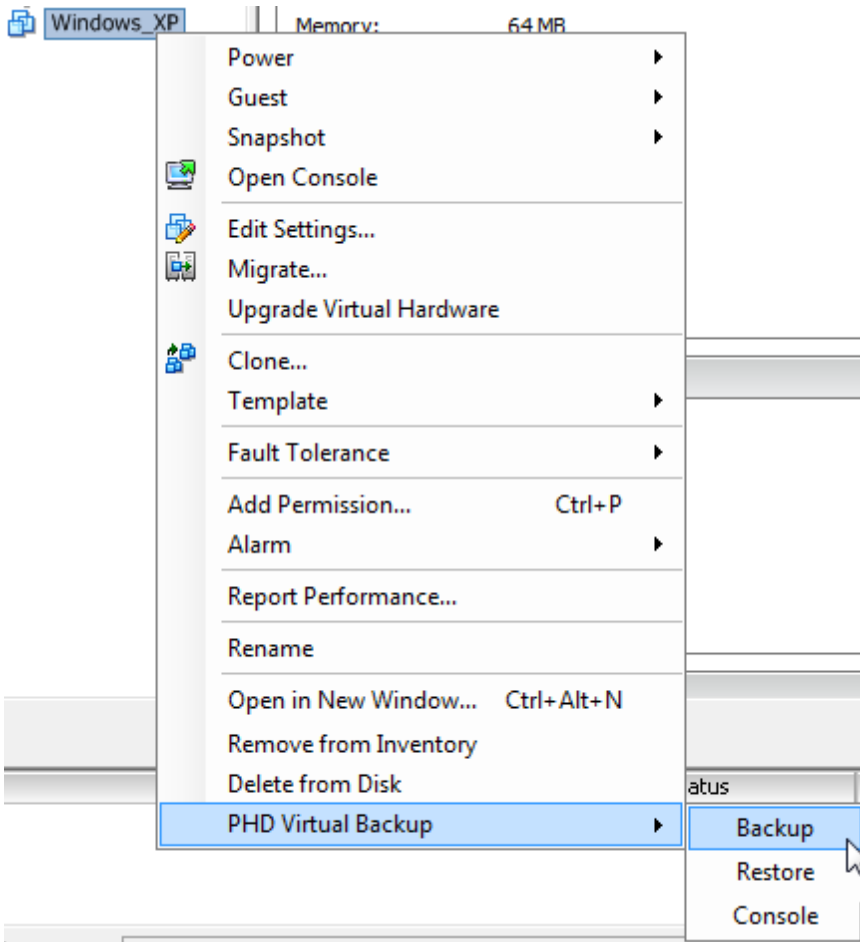 Windows_XP
Memory: 64 MB
Power
Guest
Snapshot
Open Console
Edit Settings...
Migrate...
Upgrade Virtual Hardware
Clone...
Template
Fault Tolerance
Add Permission... Ctrl+P
Alarm
Report Performance...
Rename
Open in New Window... Ctrl+Alt+N
Remove from Inventory
Delete from Disk
atus
PHD Virtual Backup
Backup
Restore
Console